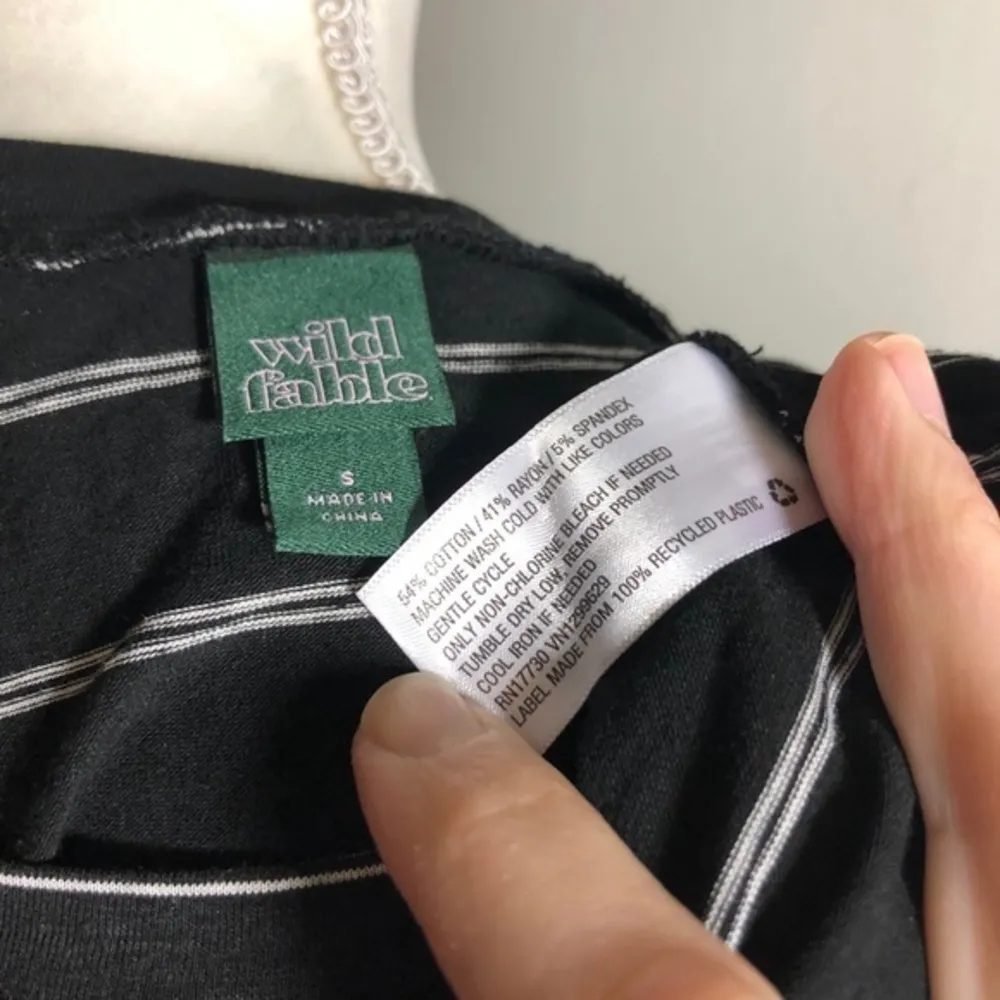 wild
fable
S
MADE IN
CHINA
54% COTTON / 41% RAYON / 5% SPANDEX
MACHINE WASH COLD WITH LIKE COLORS
GENTLE CYCLE
ONLY NON-CHLORINE BLEACH IF NEEDED
TUMBLE DRY LOW, REMOVE PROMPTLY
COOL IRON IF NEEDED
RN17730 VN1299629
LABEL MADE FROM 100% RECYCLED PLASTIC